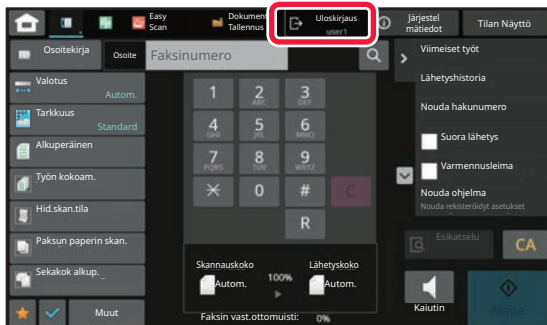 Easy
Scan
Dokument
Tallennus
Uloskirjaus
user1
Järjestel
mätiedot
Tilan Näyttö
Osoitekirja
Osoite
Faksinumero
Viimeiset työt
Valotus
Autom.
Tarkkuus
Standard
Alkuperäinen
Työn kokoam.
Hid.skan.tila
Paksun paperin skan.
Sekakok alkup.
Muut
1
2
ABC
3
DEF
4
GHI
5
JKL
6
MNO
7
PQRS
8
TUV
9
WXYZ
0
#
C
R
Skannauskoko
Autom.
100%
Lähetyskoko
Autom.
Faksin vast.ottomuisti: 0%
Lähetyshistoria
Nouda hakunumero
Suora lähetys
Varmennusleima
Nouda ohjelma
Nouda rekisteröidyt asetukset
Esikatselu
CA
Kaiutin
Aloita